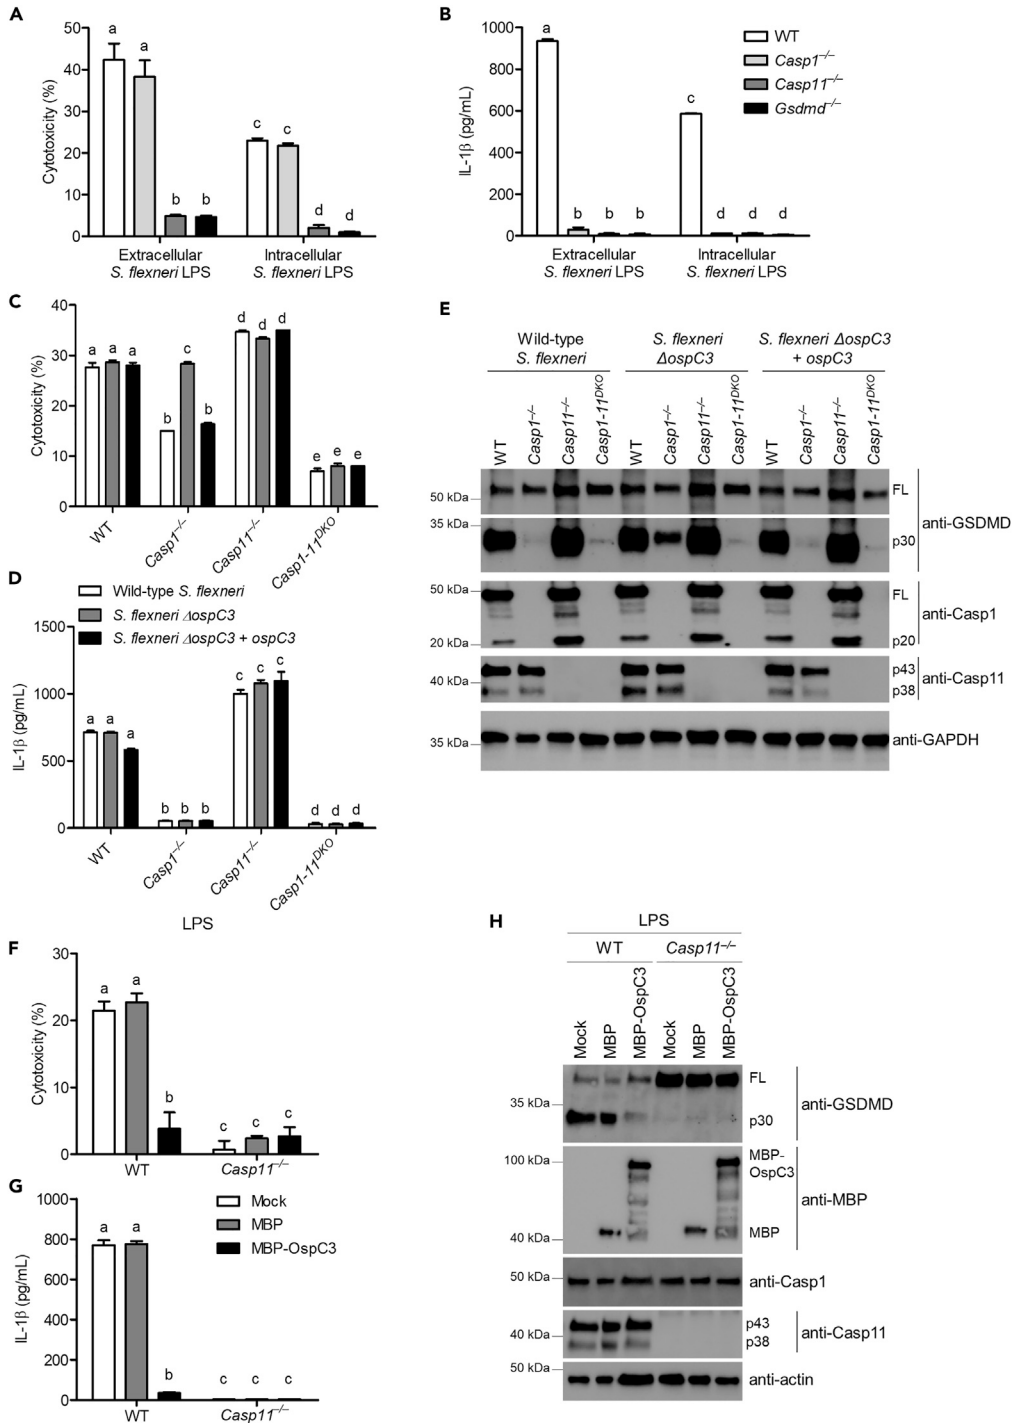 A
Cytotoxicity (%)
50
40
30
20
10
0
a a b b
c c d d
Extracellular
S. flexneri LPS
Intracellular
S. flexneri LPS
B
IL-1β (pg/mL)
1000
800
600
400
200
0
a b b b
c d d d
Extracellular
S. flexneri LPS
Intracellular
S. flexneri LPS
WT
Casp1–/–
Casp11–/–
Gsdmd–/–
C
Cytotoxicity (%)
40
30
20
10
0
a a a
b c b
d d d
e e e
WT
Casp1–/–
Casp11–/–
Casp1-11DKO
D
Wild-type S. flexneri
S. flexneri ΔospC3
S. flexneri ΔospC3 + ospC3
IL-1β (pg/mL)
1500
1000
500
0
a a a
b b b
c c c
d d d
WT
Casp1–/–
Casp11–/–
Casp1-11DKO
E
Wild-type
S. flexneri
S. flexneri
ΔospC3
S. flexneri ΔospC3
+ ospC3
WT
Casp1–/–
Casp11–/–
Casp1-11DKO
WT
Casp1–/–
Casp11–/–
Casp1-11DKO
WT
Casp1–/–
Casp11–/–
Casp1-11DKO
50 kDa
FL
35 kDa
p30
anti-GSDMD
50 kDa
FL
20 kDa
p20
anti-Casp1
40 kDa
p43
p38
anti-Casp11
35 kDa
anti-GAPDH
LPS
F
Cytotoxicity (%)
30
20
10
0
a a b
c c c
WT
Casp11–/–
G
IL-1β (pg/mL)
1000
800
600
400
200
0
a a b
c c c
WT
Casp11–/–
Mock
MBP
MBP-OspC3
H
LPS
WT
Casp11–/–
Mock
MBP
MBP-OspC3
Mock
MBP
MBP-OspC3
FL
35 kDa
p30
anti-GSDMD
100 kDa
MBP-
OspC3
40 kDa
MBP
anti-MBP
50 kDa
anti-Casp1
40 kDa
p43
p38
anti-Casp11
50 kDa
anti-actin